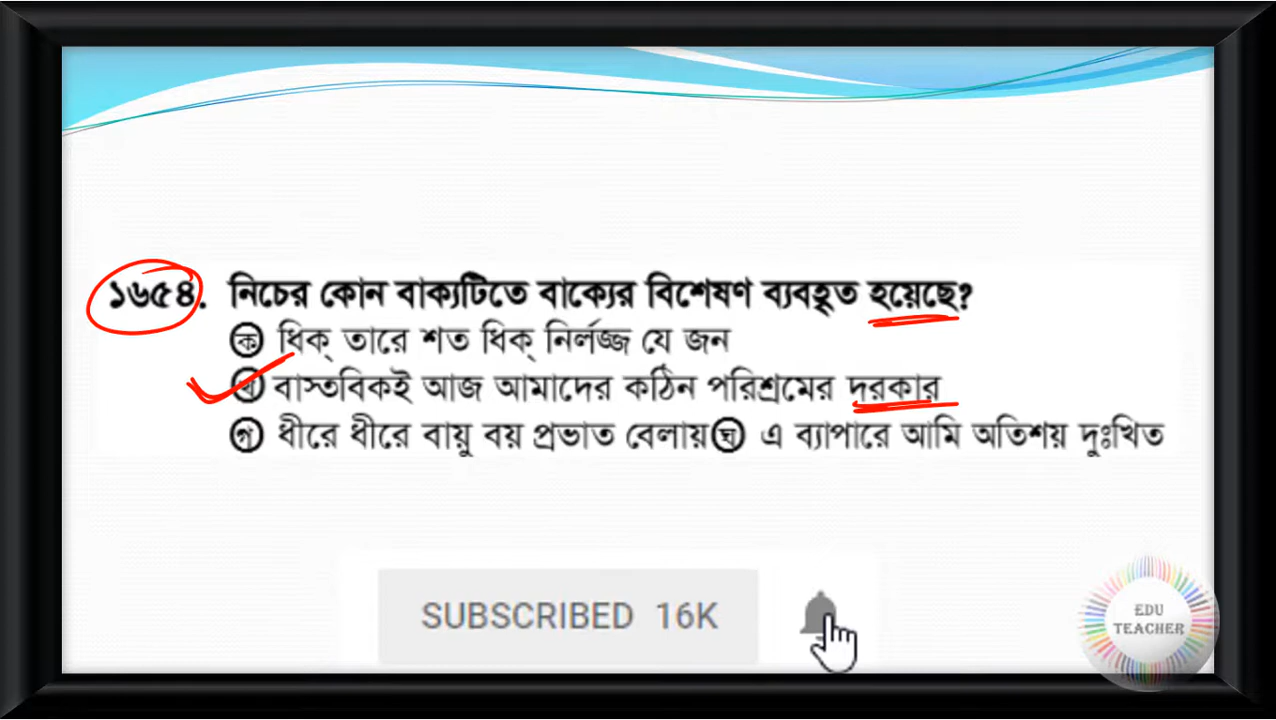 ১৬৫৪. নিচের কোন বাক্যটিতে বাক্যের বিশেষণ ব্যবহৃত হয়েছে?
ক ধিক্ তারে শত ধিক্ নির্লজ্জ যে জন
খ বাস্তবিকই আজ আমাদের কঠিন পরিশ্রমের দরকার
গ ধীরে ধীরে বায়ু বয় প্রভাত বেলায় ঘ এ ব্যাপারে আমি অতিশয় দুঃখিত
SUBSCRIBED 16K
EDU
TEACHER